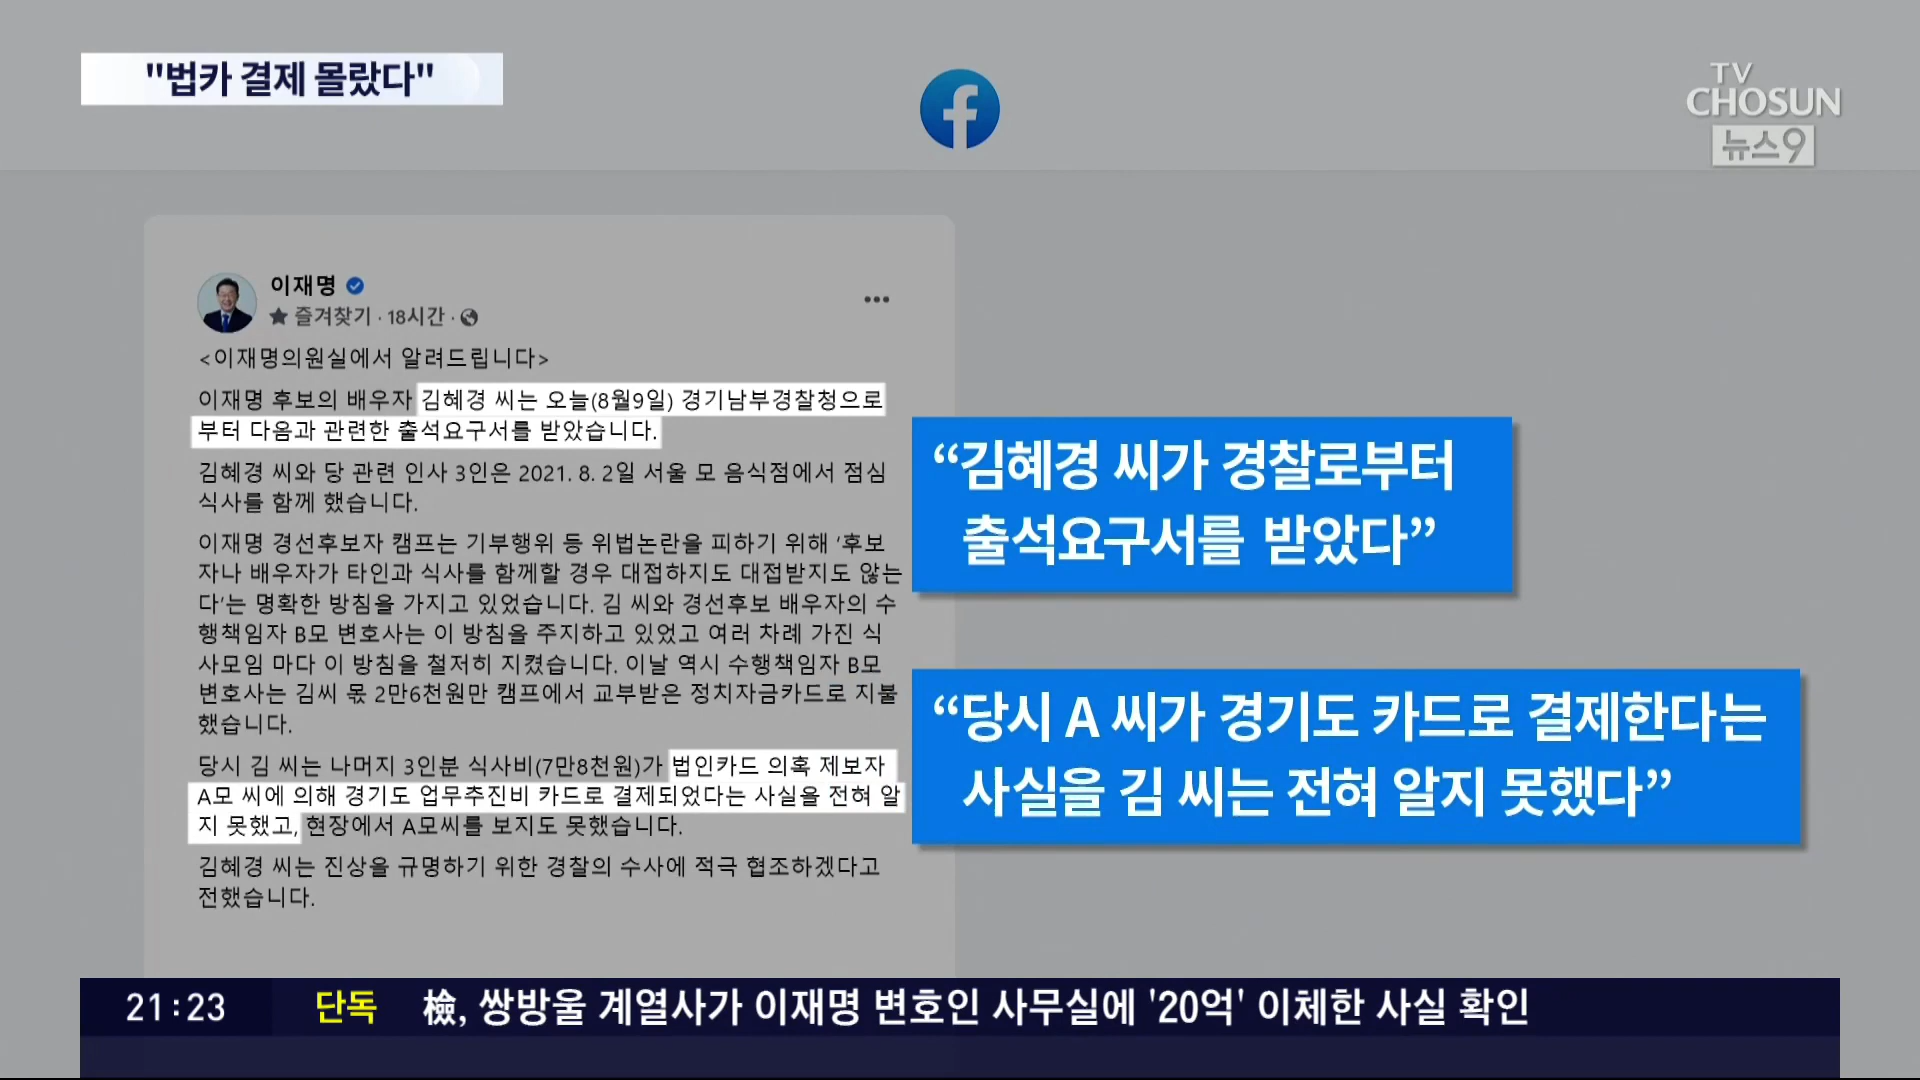 "법카 결제 몰랐다"
TV
CHOSUN
뉴스9
이재명
즐겨찾기 · 18시간 ·
<이재명의원실에서 알려드립니다>
이재명 후보의 배우자 김혜경 씨는 오늘(8월9일) 경기남부경찰청으로
부터 다음과 관련한 출석요구서를 받았습니다.
김혜경 씨와 당 관련 인사 3인은 2021. 8. 2일 서울 모 음식점에서 점심
식사를 함께 했습니다.
이재명 경선후보자 캠프는 기부행위 등 위법논란을 피하기 위해 ‘후보
자나 배우자가 타인과 식사를 함께할 경우 대접하지도 대접받지도 않는
다’는 명확한 방침을 가지고 있었습니다. 김 씨와 경선후보 배우자의 수
행책임자 B모 변호사는 이 방침을 주지하고 있었고 여러 차례 가진 식
사모임 마다 이 방침을 철저히 지켰습니다. 이날 역시 수행책임자 B모
변호사는 김씨 몫 2만6천원만 캠프에서 교부받은 정치자금카드로 지불
했습니다.
당시 김 씨는 나머지 3인분 식사비(7만8천원)가 법인카드 의혹 제보자
A모 씨에 의해 경기도 업무추진비 카드로 결제되었다는 사실을 전혀 알
지 못했고, 현장에서 A모씨를 보지도 못했습니다.
김혜경 씨는 진상을 규명하기 위한 경찰의 수사에 적극 협조하겠다고
전했습니다.
“김혜경 씨가 경찰로부터
출석요구서를 받았다”
“당시 A 씨가 경기도 카드로 결제한다는
사실을 김 씨는 전혀 알지 못했다”
21:23 단독 檢, 쌍방울 계열사가 이재명 변호인 사무실에 '20억' 이체한 사실 확인